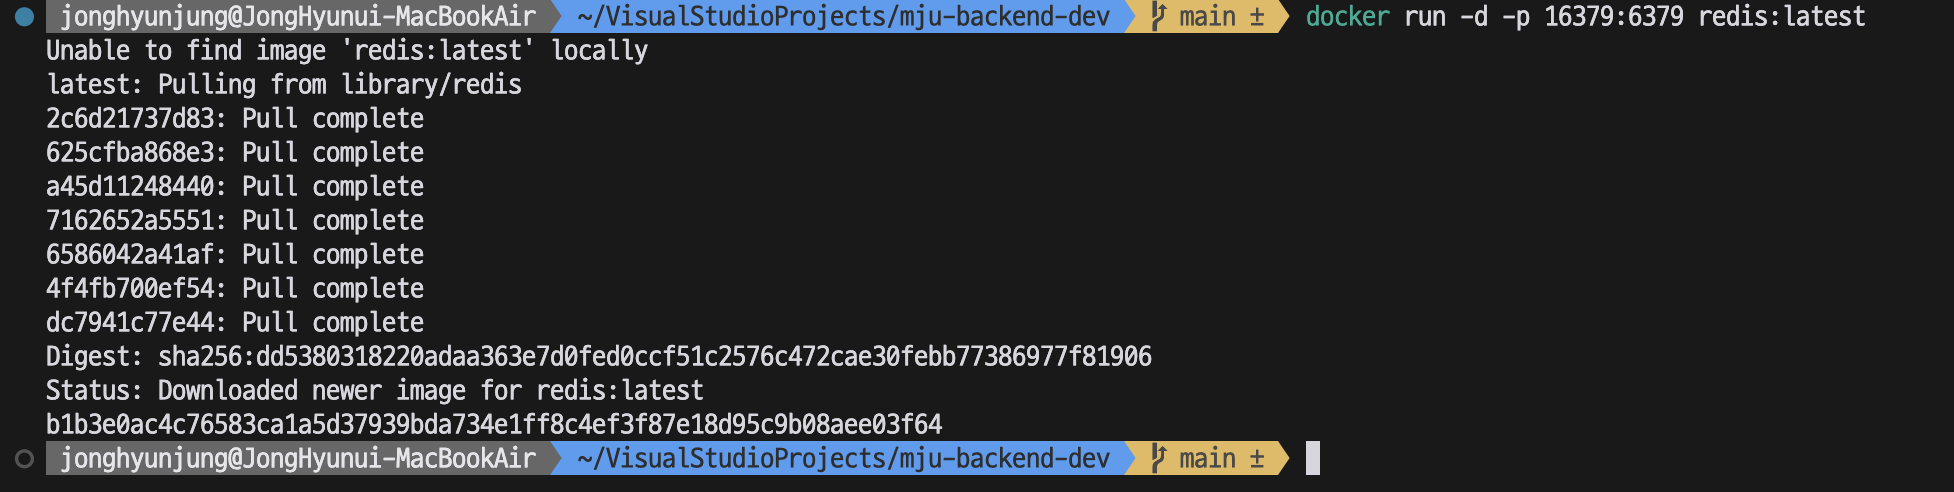 jonghyunjung@JongHyunui-MacBookAir ~/VisualStudioProjects/mju-backend-dev main ± docker run -d -p 16379:6379 redis:latest
Unable to find image 'redis:latest' locally
latest: Pulling from library/redis
2c6d21737d83: Pull complete
625cfba868e3: Pull complete
a45d11248440: Pull complete
7162652a5551: Pull complete
6586042a41af: Pull complete
4f4fb700ef54: Pull complete
dc7941c77e44: Pull complete
Digest: sha256:dd5380318220adaa363e7d0fed0ccf51c2576c472cae30febb77386977f81906
Status: Downloaded newer image for redis:latest
b1b3e0ac4c76583ca1a5d37939bda734e1ff8c4ef3f87e18d95c9b08aee03f64
jonghyunjung@JongHyunui-MacBookAir ~/VisualStudioProjects/mju-backend-dev main ±